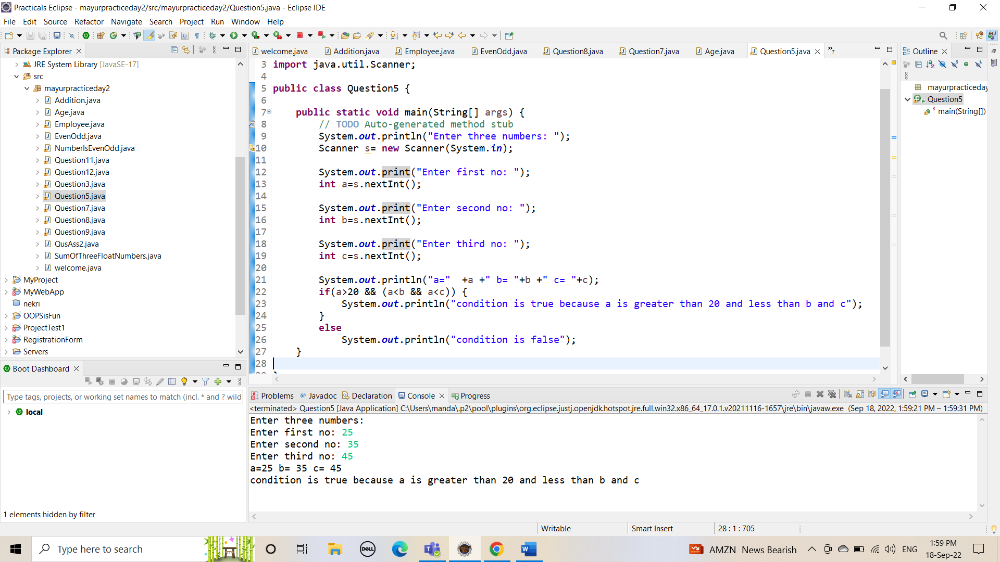 Practicals Eclipse - mayurpracticeday2/src/mayurpracticeday2/Question5.java - Eclipse IDE
File Edit Source Refactor Navigate Search Project Run Window Help
Package Explorer
JRE System Library [JavaSE-17]
src
mayurpracticeday2
Addition.java
Age.java
Employee.java
EvenOdd.java
NumberIsEvenOdd.java
Question11.java
Question12.java
Question3.java
Question5.java
Question7.java
Question8.java
Question9.java
QusAss2.java
SumOfThreeFloatNumbers.java
welcome.java
MyProject
MyWebApp
nekri
OOPSisFun
ProjectTest1
RegistrationForm
Servers
Boot Dashboard
Type tags, projects, or working set names to match (incl. * and ? wild
local
1 elements hidden by filter
welcome.java Addition.java Employee.java EvenOdd.java Question8.java Question7.java Age.java Question5.java »7
3 import java.util.Scanner;
4
5 public class Question5 {
6
7 public static void main(String[] args) {
8 // TODO Auto-generated method stub
9 System.out.println("Enter three numbers: ");
10 Scanner s= new Scanner(System.in);
11
12 System.out.print("Enter first no: ");
13 int a=s.nextInt();
14
15 System.out.print("Enter second no: ");
16 int b=s.nextInt();
17
18 System.out.print("Enter third no: ");
19 int c=s.nextInt();
20
21 System.out.println("a="  +a +" b= "+b +" c= "+c);
22 if(a>20 && (a<b && a<c)) {
23 System.out.println("condition is true because a is greater than 20 and less than b and c");
24 }
25 else
26 System.out.println("condition is false");
27 }
28
Outline
mayurpracticeday
Question5
main(String[])
Problems Javadoc Declaration Console Progress
<terminated> Question5 [Java Application] C:\Users\manda\.p2\pool\plugins\org.eclipse.justj.openjdk.hotspot.jre.full.win32.x86_64_17.0.1.v20211116-1657\jre\bin\javaw.exe (Sep 18, 2022, 1:59:21 PM – 1:59:31 PM)
Enter three numbers:
Enter first no: 25
Enter second no: 35
Enter third no: 45
a=25 b= 35 c= 45
condition is true because a is greater than 20 and less than b and c
Writable Smart Insert 28 : 1 : 705
Type here to search
DELL
AMZN News Bearish
ENG
1:59 PM
18-Sep-22